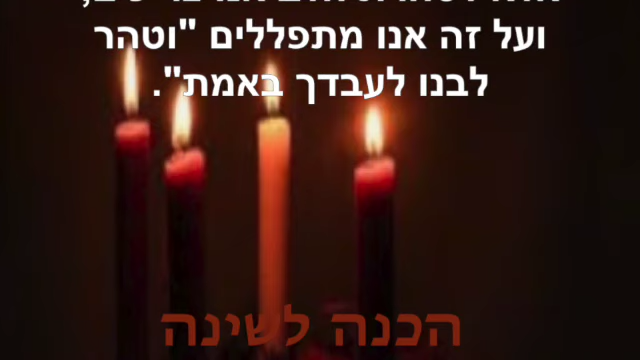 ועל זה אנו מתפללים "וטהר
לבנו לעבדך באמת".
הכנה לשינה